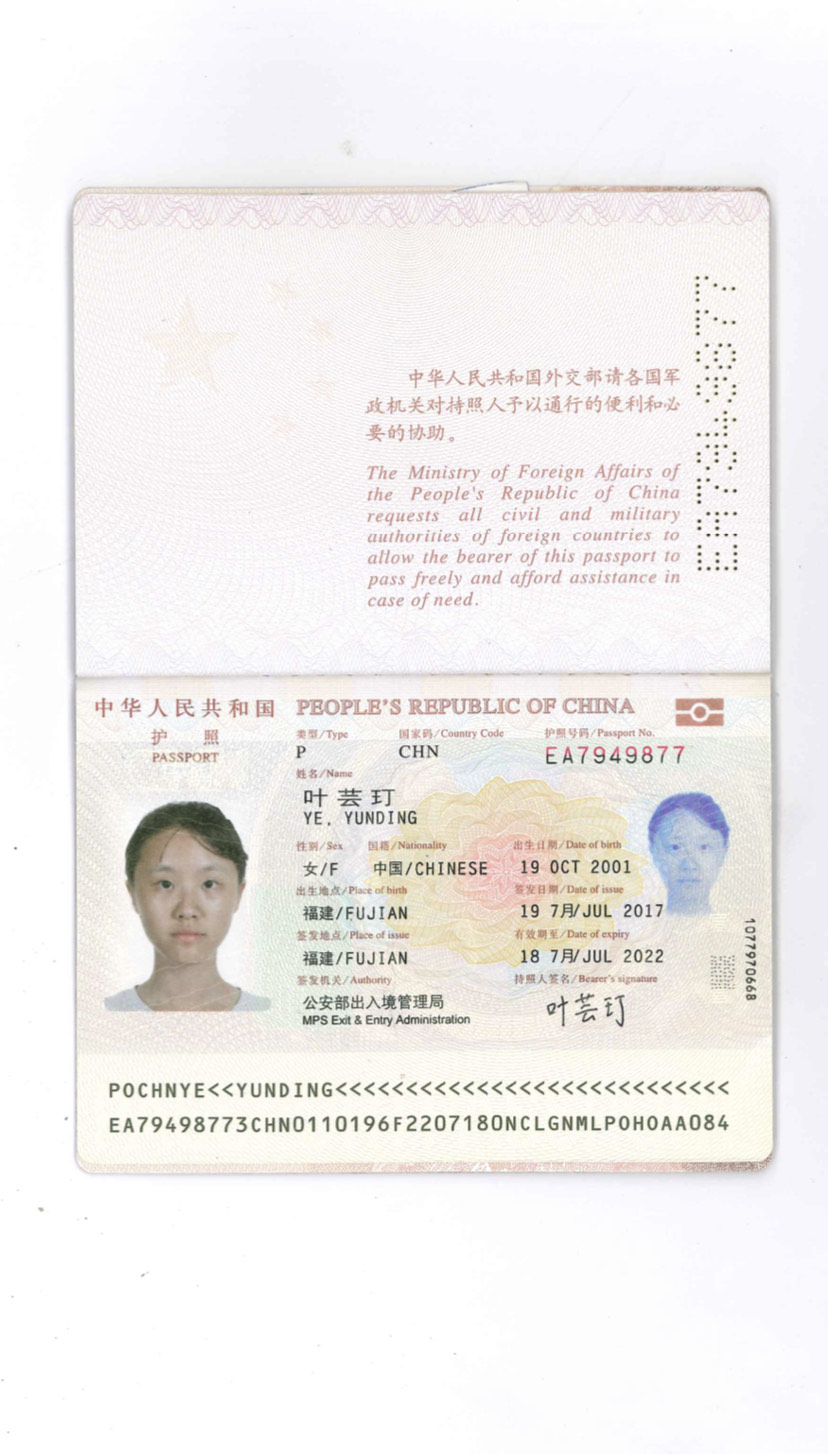 中华人民共和国外交部请各国军
政机关对持照人予以通行的便利和必
要的协助。
The Ministry of Foreign Affairs of
the People's Republic of China
requests all civil and military
authorities of foreign countries to
allow the bearer of this passport to
pass freely and afford assistance in
case of need.
EA7949877
中华人民共和国 PEOPLE'S REPUBLIC OF CHINA
护 照
PASSPORT
类型/Type 国家码/Country Code 护照号码/Passport No.
P CHN EA7949877
姓名/Name
叶芸玎
YE, YUNDING
性别/Sex 国籍/Nationality 出生日期/Date of birth
女/F 中国/CHINESE 19 OCT 2001
出生地点/Place of birth 签发日期/Date of issue
福建/FUJIAN 19 7月/JUL 2017
签发地点/Place of issue 有效期至/Date of expiry
福建/FUJIAN 18 7月/JUL 2022
签发机关/Authority 持照人签名/Bearer's signature
公安部出入境管理局 叶芸玎
MPS Exit & Entry Administration
1077970668
POCHNYE<<YUNDING<<<<<<<<<<<<<<<<<<<<<<<<<<<<
EA79498773CHN0110196F2207180NCLGNMLPOHOAA084